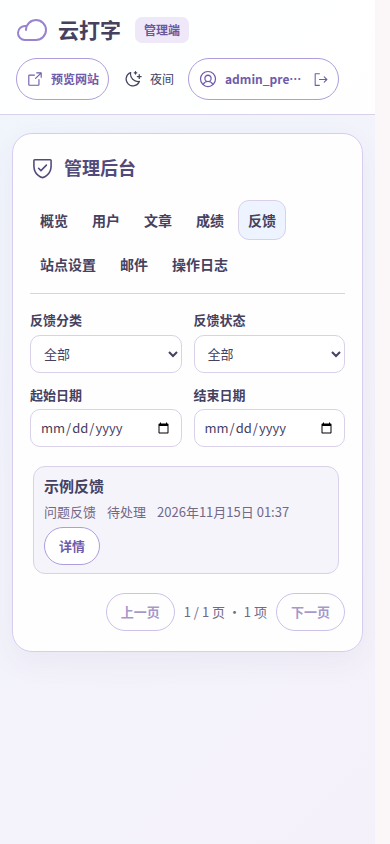 云打字 管理端
预览网站 夜间 admin_pre…
管理后台
概览 用户 文章 成绩 反馈
站点设置 邮件 操作日志
反馈分类 反馈状态
全部 全部
起始日期 结束日期
mm/dd/yyyy mm/dd/yyyy
示例反馈
问题反馈 待处理 2026年11月15日 01:37
详情
上一页 1 / 1 页 · 1 项 下一页